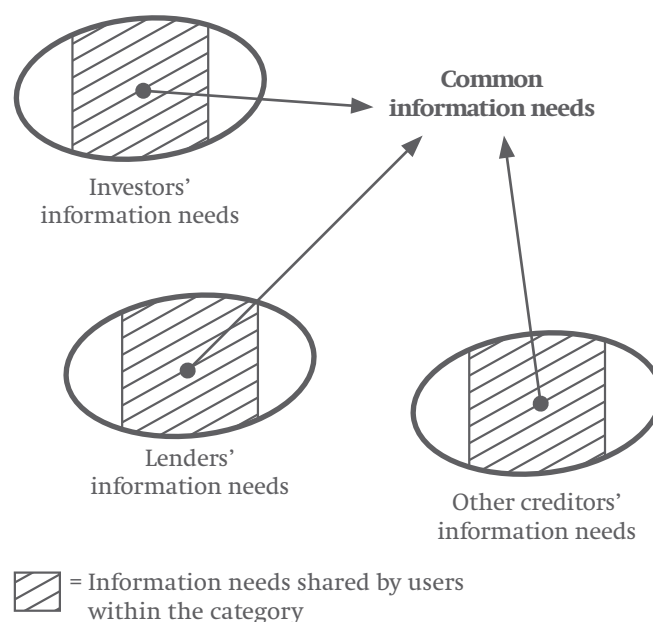 Common
information needs
Investors’
information needs
Lenders’
information needs
Other creditors’
information needs
= Information needs shared by users
within the category